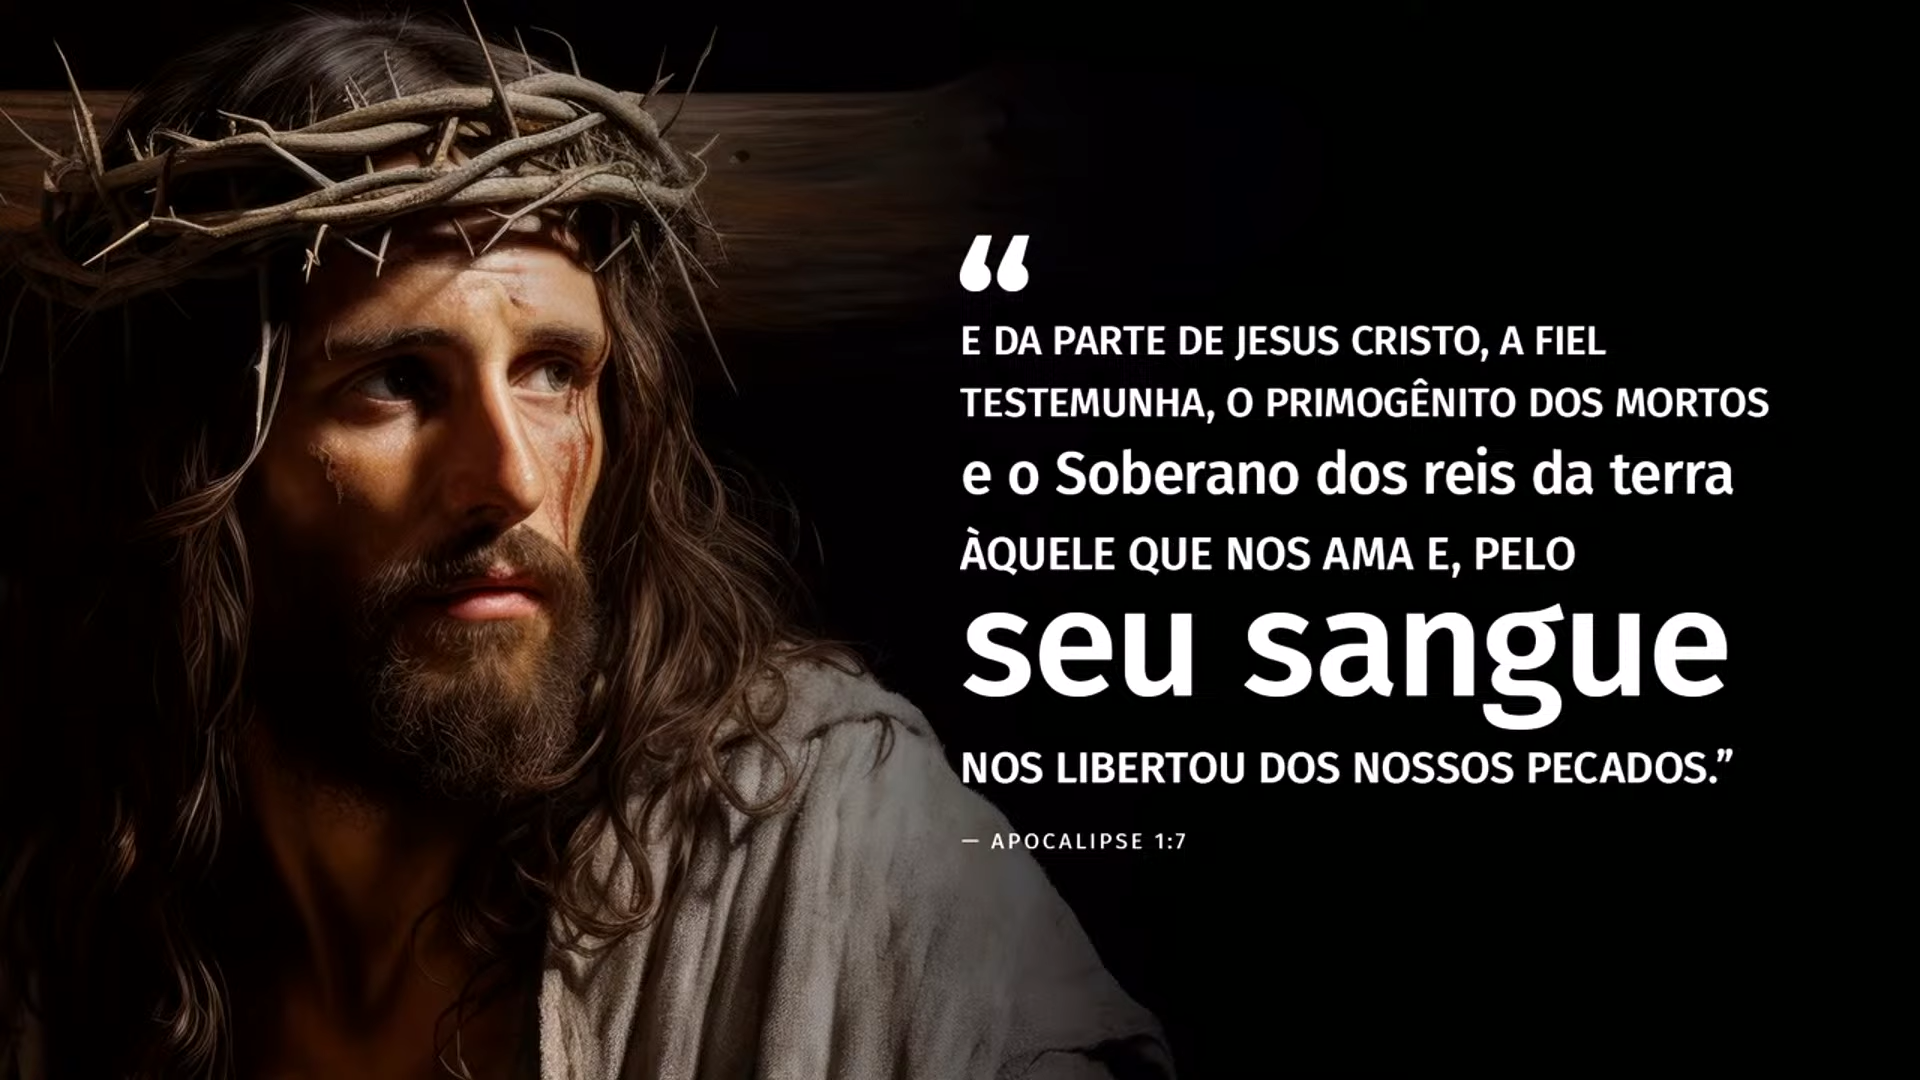 “
E DA PARTE DE JESUS CRISTO, A FIEL
TESTEMUNHA, O PRIMOGÊNITO DOS MORTOS
e o Soberano dos reis da terra
ÀQUELE QUE NOS AMA E, PELO
seu sangue
NOS LIBERTOU DOS NOSSOS PECADOS.”
— APOCALIPSE 1:7